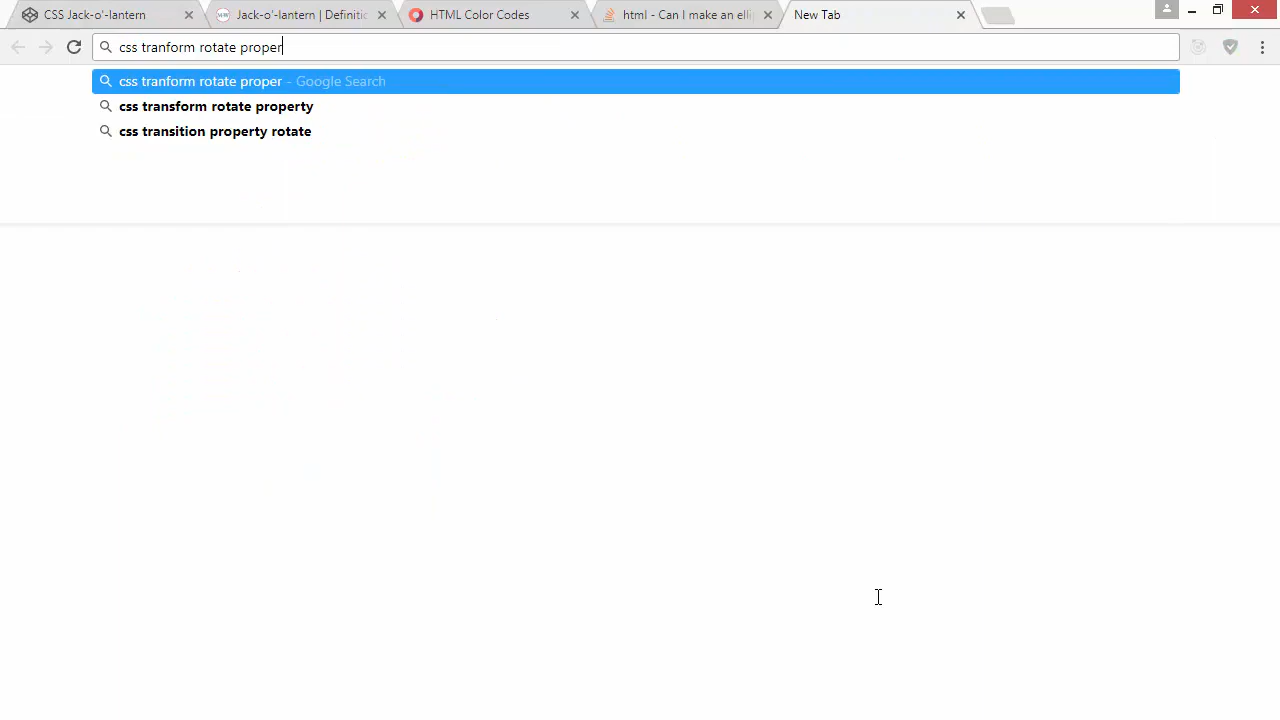 CSS Jack-o'-lantern
Jack-o'-lantern | Definitic
HTML Color Codes
html - Can I make an elli
New Tab
css tranform rotate proper
css tranform rotate proper - Google Search
css transform rotate property
css transition property rotate